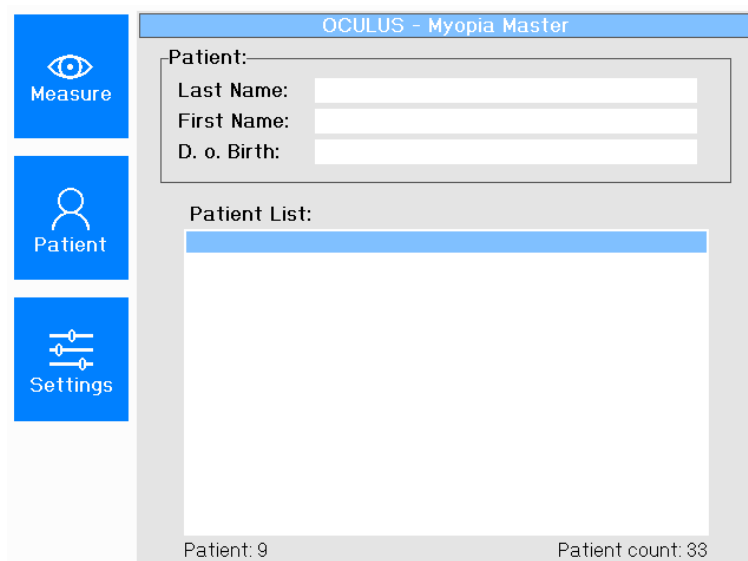 OCULUS - Myopia Master
Measure
Patient
Settings
Patient:
Last Name:
First Name:
D. o. Birth:
Patient List:
Patient: 9
Patient count: 33